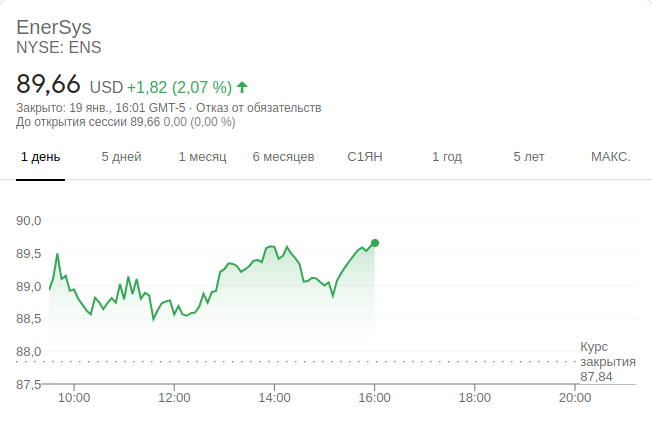 EnerSys
NYSE: ENS
89,66 USD +1,82 (2,07 %)
Закрыто: 19 янв., 16:01 GMT-5 · Отказ от обязательств
До открытия сессии 89,66 0,00 (0,00 %)
1 день 5 дней 1 месяц 6 месяцев С1ЯН 1 год 5 лет МАКС.
90,0
89,5
89,0
88,5
88,0
Курс
закрытия
87,84
87,5
10:00 12:00 14:00 16:00 18:00 20:00